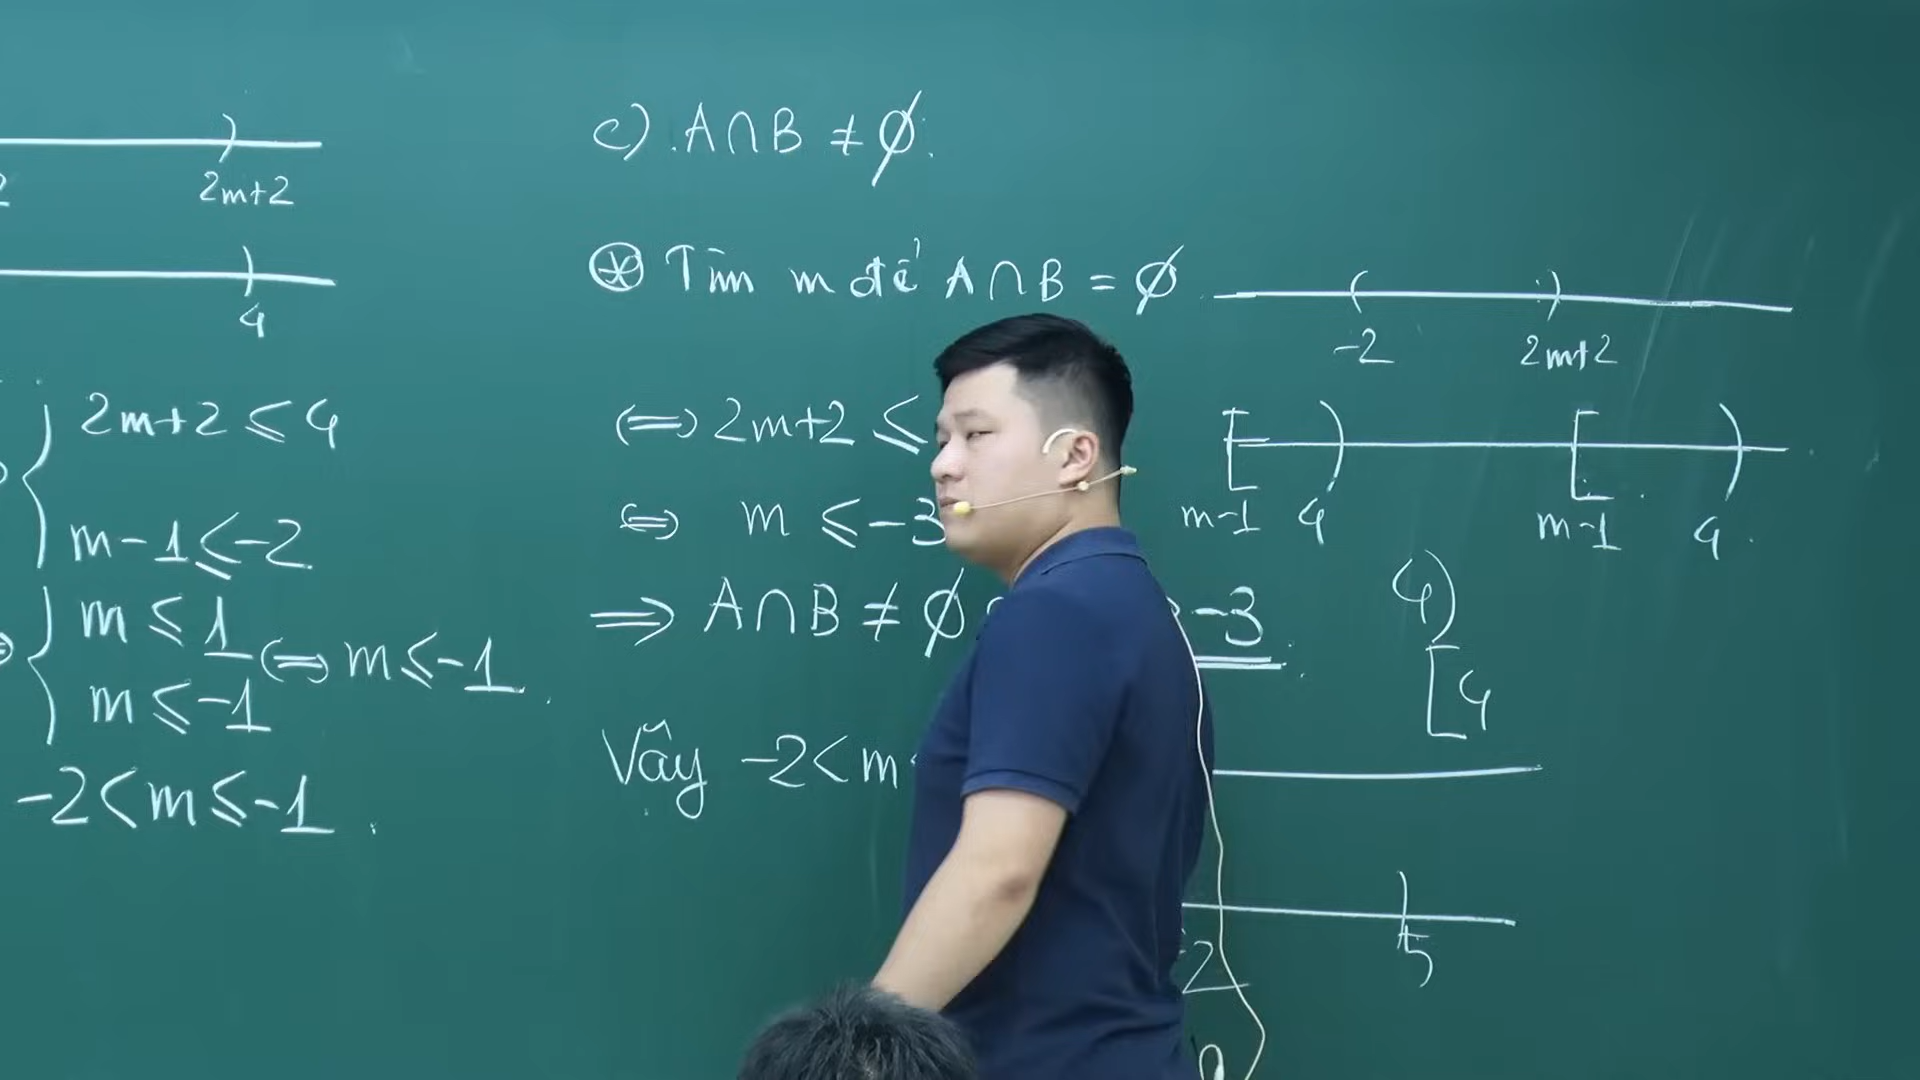 2m+2
4
2m+2 ≤ 4
m-1 ≤ -2
m ≤ 1
m ≤ -1
⇔ m ≤ -1
-2 < m ≤ -1
c) A∩B ≠ ∅
⊛ Tìm m để A∩B = ∅
⇔ 2m+2 ≤
⇔ m ≤ -3
⇒ A∩B ≠ ∅ -3
Vậy -2 < m
-2 2m+2
m-1 4 m-1 4
4)
[4
-2 5